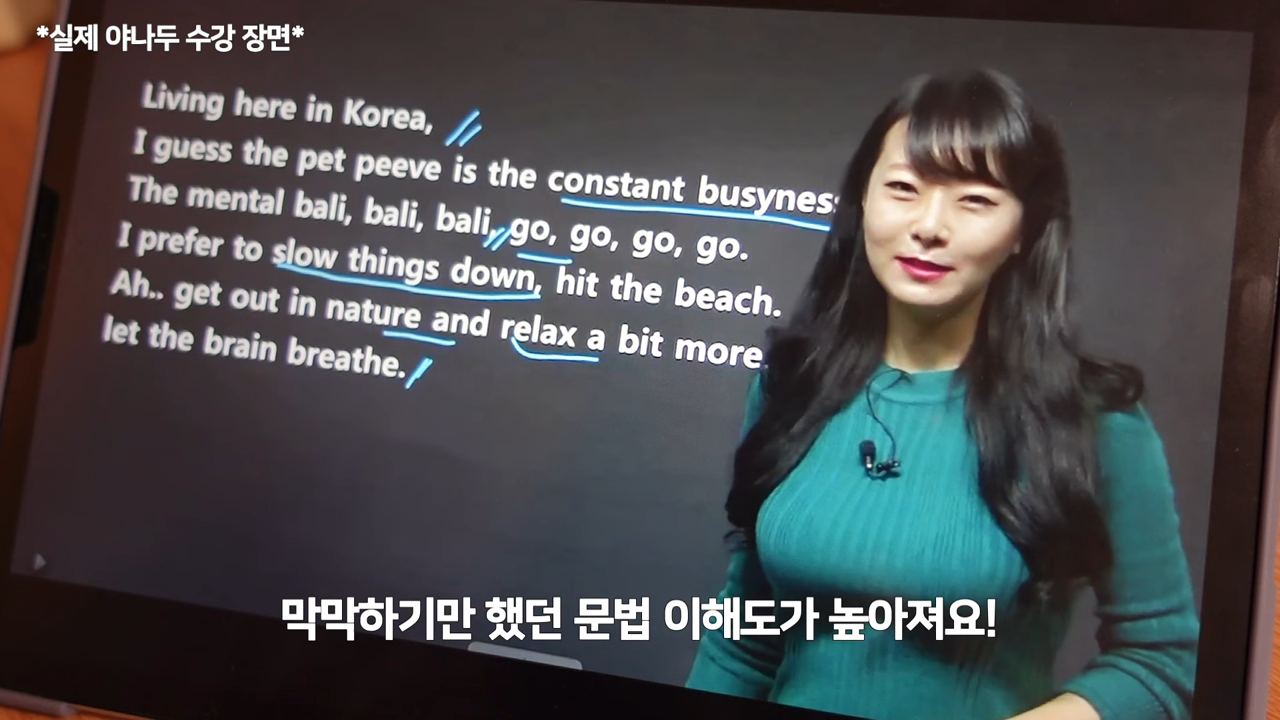 *실제 야나두 수강 장면*
Living here in Korea,
I guess the pet peeve is the constant busyness
The mental bali, bali, bali, go, go, go, go.
I prefer to slow things down, hit the beach.
Ah.. get out in nature and relax a bit more.
let the brain breathe.
막막하기만 했던 문법 이해도가 높아져요!